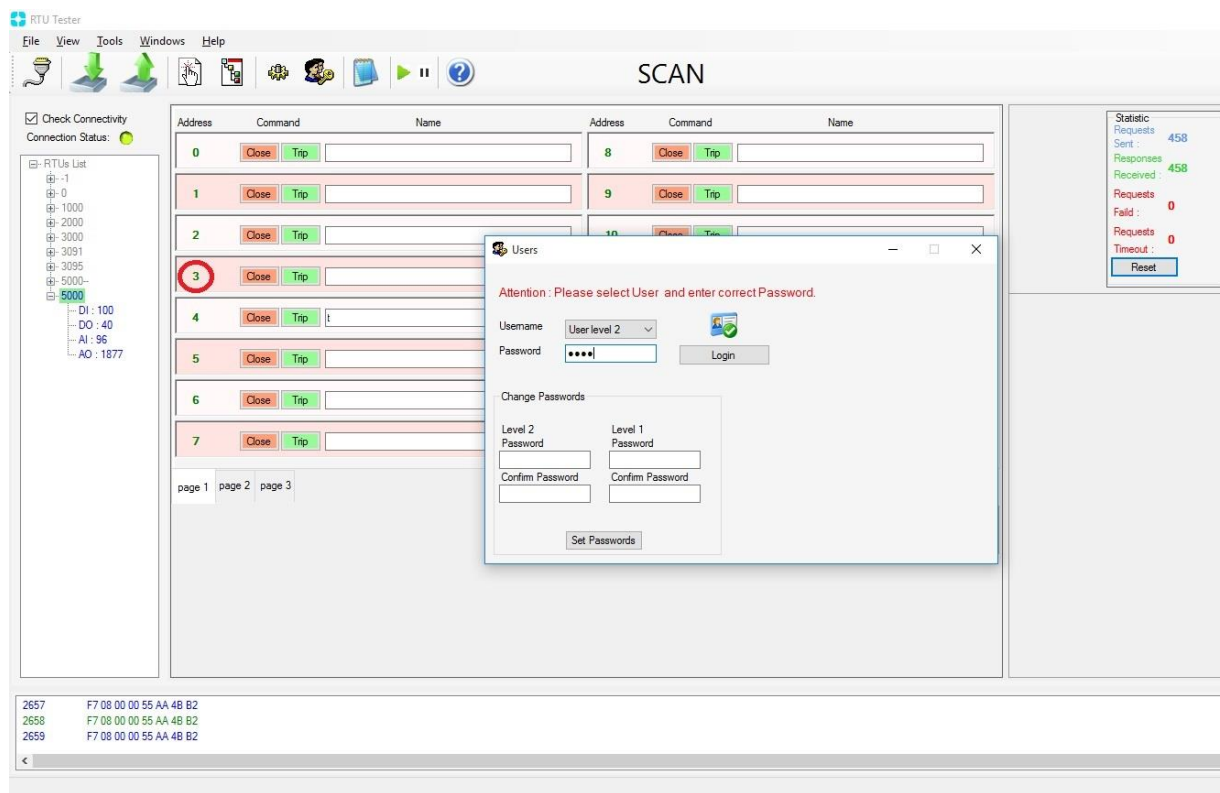 RTU Tester
File View Tools Windows Help
SCAN
Check Connectivity
Connection Status:
RTUs List
-1
0
1000
2000
3000
3091
3095
5000--
5000
DI : 100
DO : 40
AI : 96
AO : 1877
Address Command Name Address Command Name
0 Close Trip 8 Close Trip
1 Close Trip 9 Close Trip
2 Close Trip 10 Close Trip
3 Close Trip
4 Close Trip t
5 Close Trip
6 Close Trip
7 Close Trip
page 1 page 2 page 3
Users
Attention : Please select User and enter correct Password.
Username User level 2
Password Login
Change Passwords
Level 2 Level 1
Password Password
Confirm Password Confirm Password
Set Passwords
Statistic
Requests
Sent : 458
Responses
Received : 458
Requests
Faild : 0
Requests
Timeout : 0
Reset
2657 F7 08 00 00 55 AA 4B B2
2658 F7 08 00 00 55 AA 4B B2
2659 F7 08 00 00 55 AA 4B B2